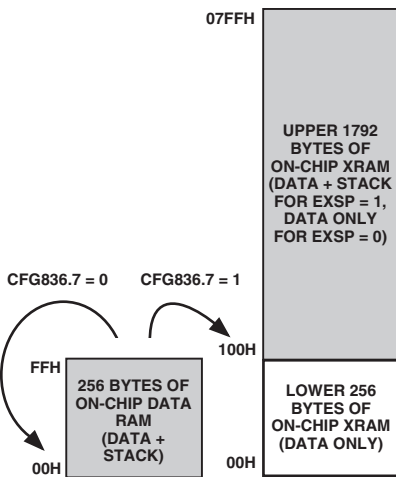 07FFH
UPPER 1792
BYTES OF
ON-CHIP XRAM
(DATA + STACK
FOR EXSP = 1,
DATA ONLY
FOR EXSP = 0)
CFG836.7 = 0
CFG836.7 = 1
100H
FFH
256 BYTES OF
ON-CHIP DATA
RAM
(DATA +
STACK)
00H
LOWER 256
BYTES OF
ON-CHIP XRAM
(DATA ONLY)
00H